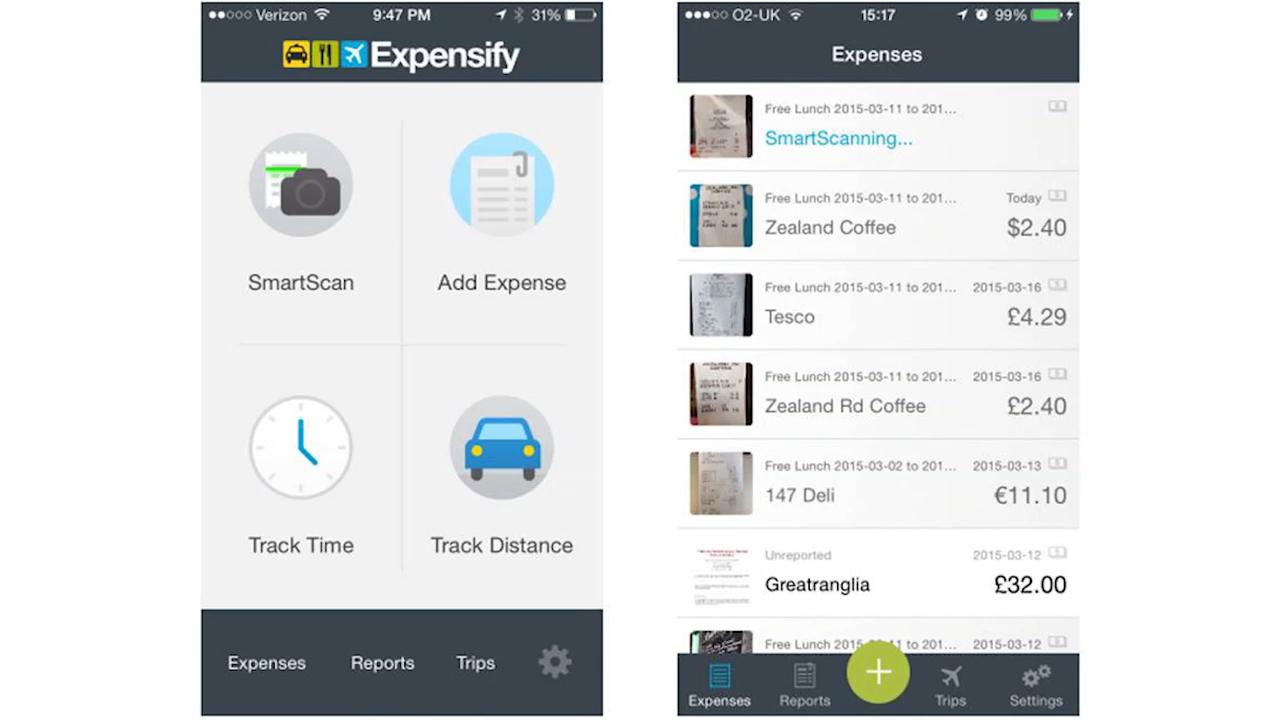 Verizon 9:47 PM 31%
Expensify
SmartScan
Add Expense
Track Time
Track Distance
Expenses Reports Trips
O2-UK 15:17 99%
Expenses
Free Lunch 2015-03-11 to 201...
SmartScanning...
Free Lunch 2015-03-11 to 201... Today
Zealand Coffee $2.40
Free Lunch 2015-03-11 to 201... 2015-03-16
Tesco £4.29
Free Lunch 2015-03-11 to 201... 2015-03-16
Zealand Rd Coffee £2.40
Free Lunch 2015-03-02 to 201... 2015-03-13
147 Deli €11.10
Unreported 2015-03-12
Greatranglia £32.00
Free Lunch 2015-03-11 to 201... 2015-03-12
Expenses Reports Trips Settings